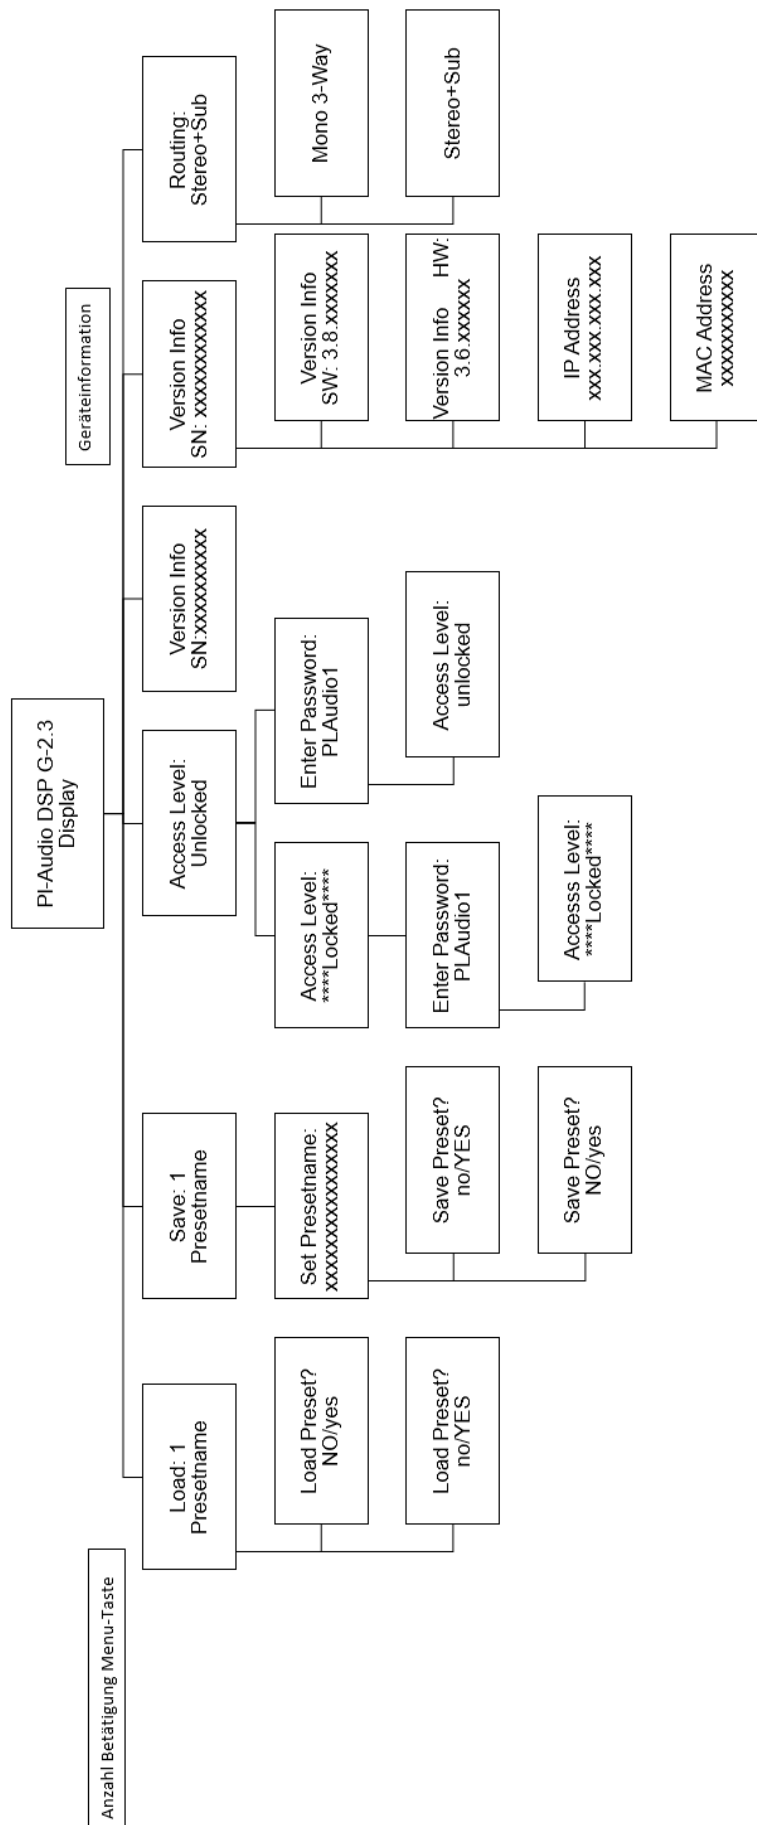 PI-Audio DSP G-2.3
Display
Anzahl Betätigung Menu-Taste
Geräteinformation
Load: 1
Presetname
Load Preset?
NO/yes
Load Preset?
no/YES
Save: 1
Presetname
Set Presetname:
xxxxxxxxxxxxxxxx
Save Preset?
no/YES
Save Preset?
NO/yes
Access Level:
Unlocked
Access Level:
****Locked****
Enter Password:
PLAudio1
Accesss Level:
****Locked****
Enter Password:
PLAudio1
Access Level:
unlocked
Version Info
SN:xxxxxxxxxxx
Version Info
SN: xxxxxxxxxxxxx
Version Info
SW: 3.8.xxxxxxx
Version Info HW:
3.6.xxxxxx
IP Address
xxx.xxx.xxx.xxx
MAC Address
xxxxxxxxxxxx
Routing:
Stereo+Sub
Mono 3-Way
Stereo+Sub